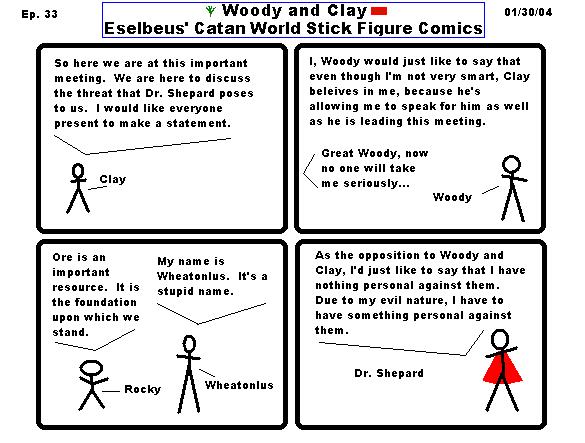 Ep. 33
Woody and Clay
01/30/04
Eselbeus' Catan World Stick Figure Comics
So here we are at this important
meeting. We are here to discuss
the threat that Dr. Shepard poses
to us. I would like everyone
present to make a statement.
Clay
I, Woody would just like to say that
even though I'm not very smart, Clay
beleives in me, because he's
allowing me to speak for him as well
as he is leading this meeting.
Great Woody, now
no one will take
me seriously...
Woody
Ore is an
important
resource. It is
the foundation
upon which we
stand.
Rocky
My name is
Wheatonius. It's a
stupid name.
Wheatonius
As the opposition to Woody and
Clay, I'd just like to say that I have
nothing personal against them.
Due to my evil nature, I have to
have something personal against
them.
Dr. Shepard